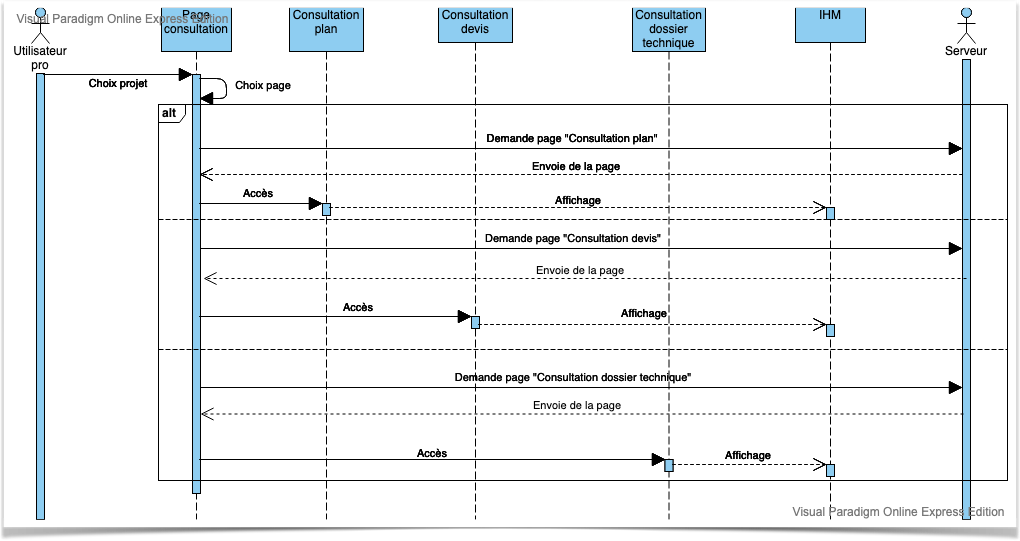 Visual Paradigm Online Express Edition
Utilisateur
pro
Page
consultation
Consultation
plan
Consultation
devis
Consultation
dossier
technique
IHM
Serveur
Choix projet
Choix page
alt
Demande page "Consultation plan"
Envoie de la page
Accès
Affichage
Demande page "Consultation devis"
Envoie de la page
Accès
Affichage
Demande page "Consultation dossier technique"
Envoie de la page
Accès
Affichage
Visual Paradigm Online Express Edition